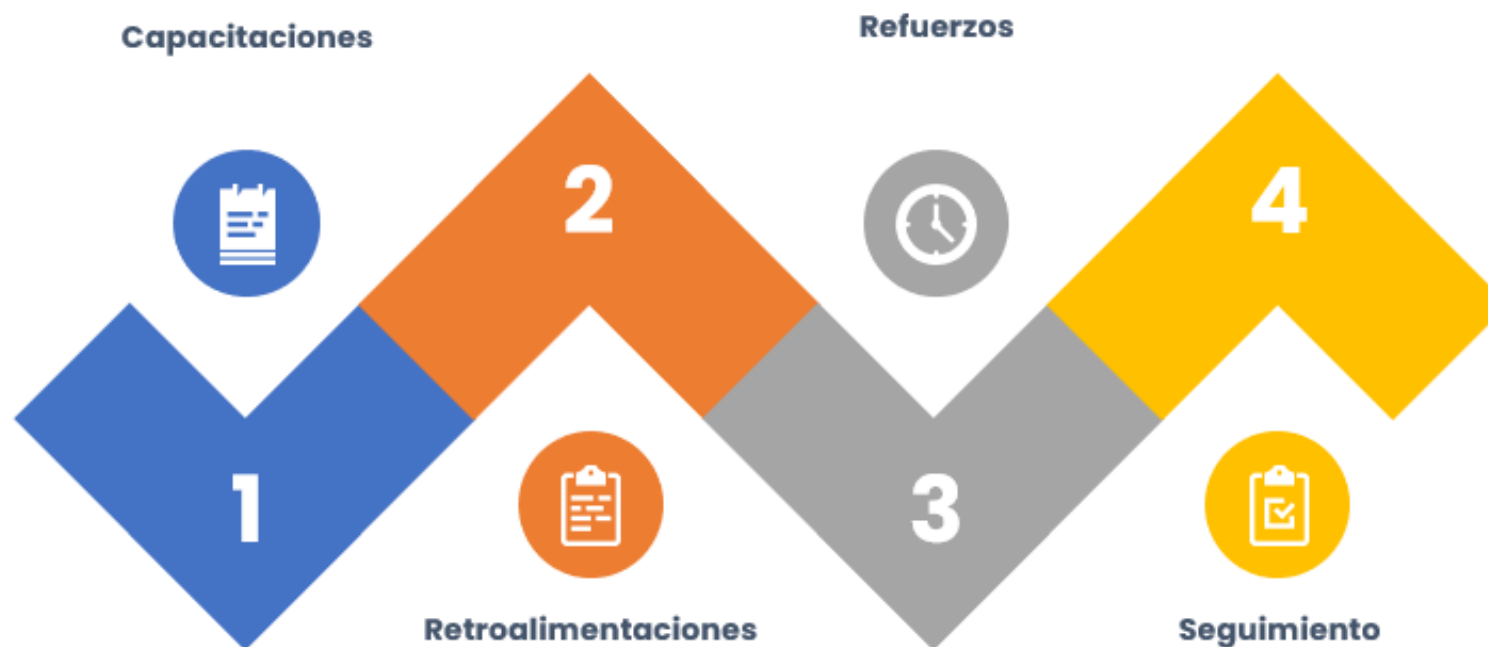 Capacitaciones
1
2
Retroalimentaciones
Refuerzos
3
4
Seguimiento